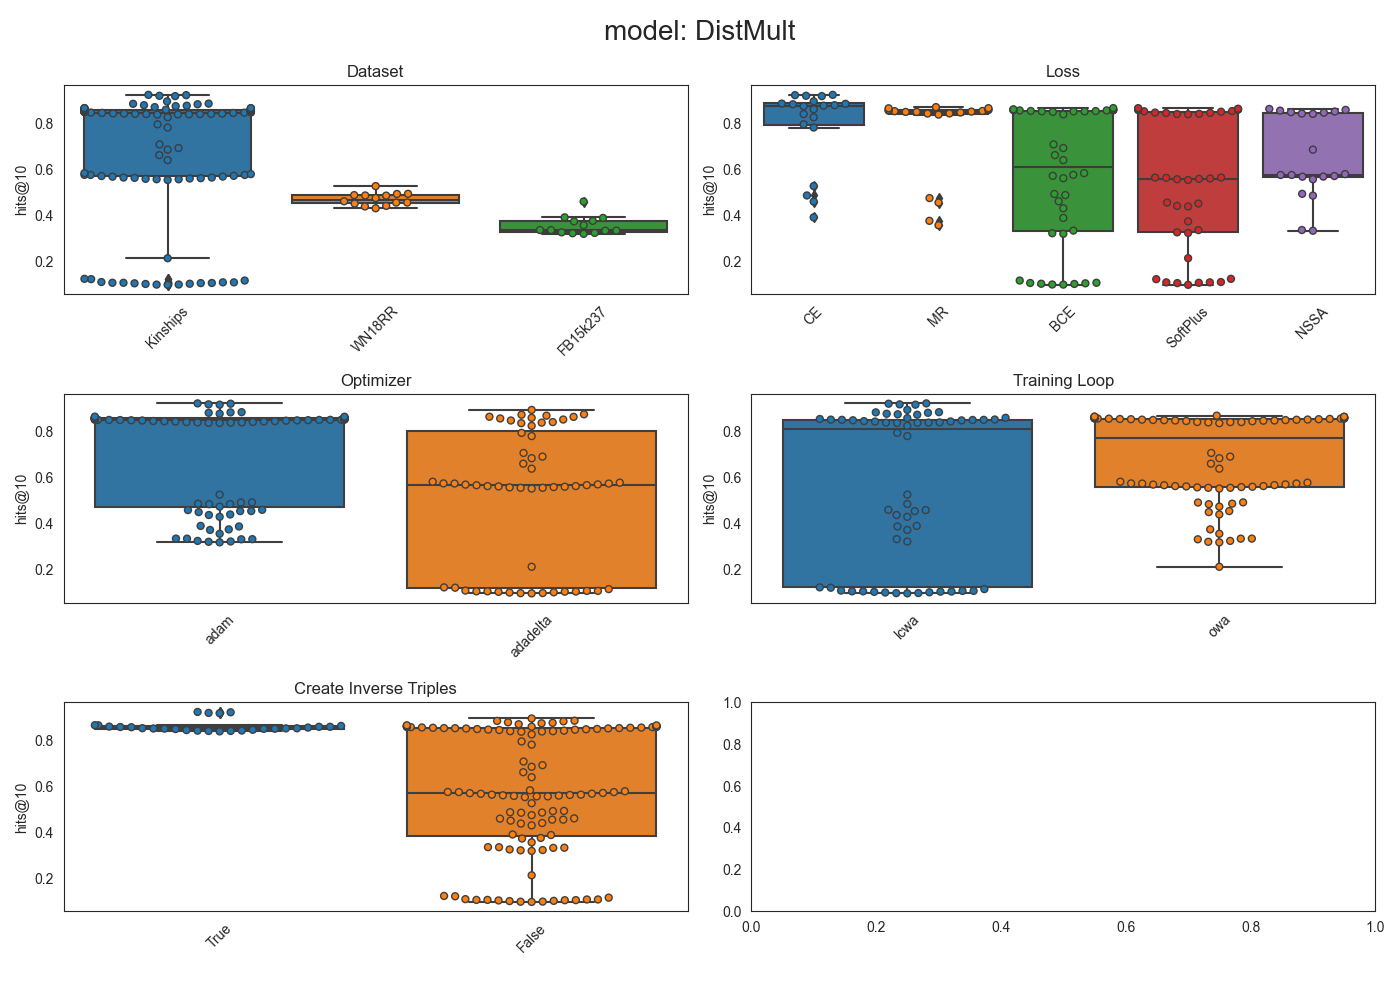 model: DistMult
Dataset
Loss
hits@10
0.8
0.6
0.4
0.2
Kinships
WN18RR
FB15k237
hits@10
0.8
0.6
0.4
0.2
CE
MR
BCE
SoftPlus
NSSA
Optimizer
Training Loop
hits@10
0.8
0.6
0.4
0.2
adam
adadelta
hits@10
0.8
0.6
0.4
0.2
lcwa
owa
Create Inverse Triples
hits@10
0.8
0.6
0.4
0.2
True
False
1.0
0.8
0.6
0.4
0.2
0.0
0.0 0.2 0.4 0.6 0.8 1.0